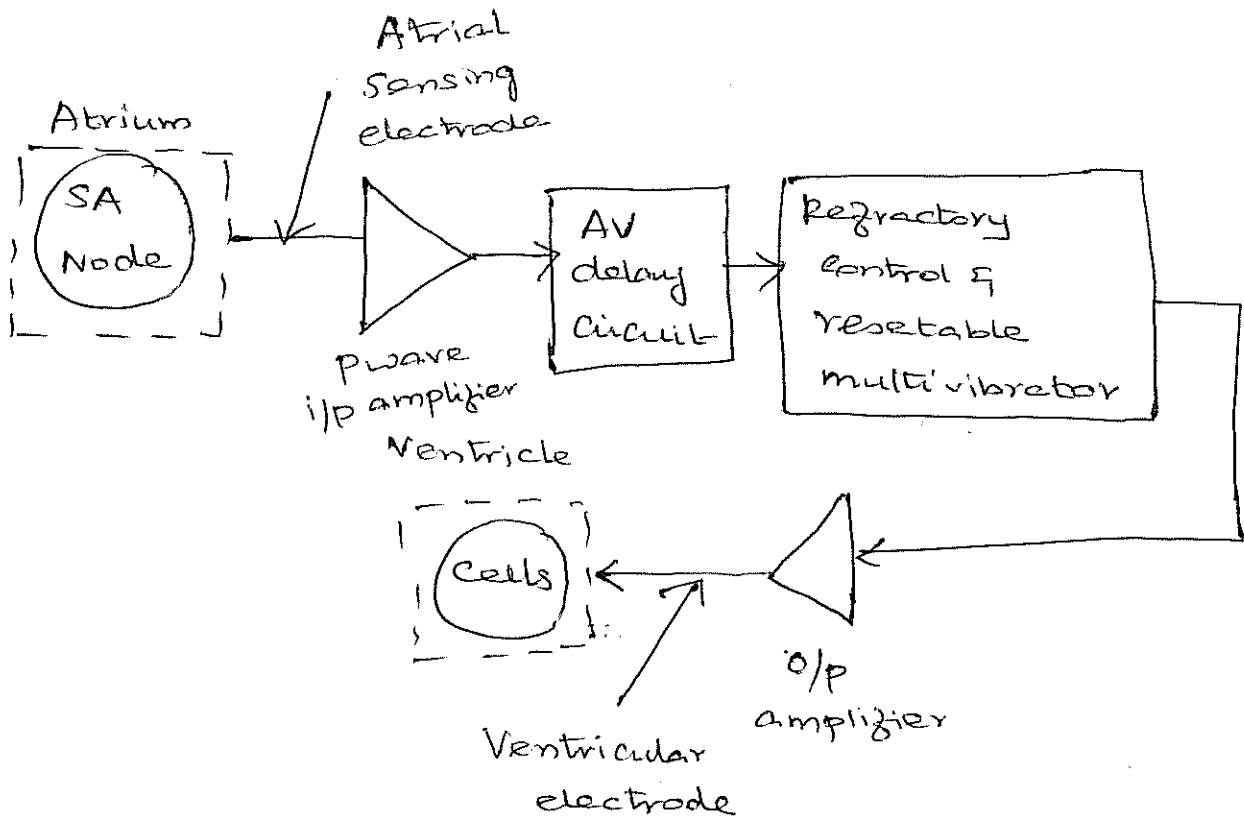 Atrial
sensing
electrode
Atrium
SA
Node
P wave
i/p amplifier
AV
delay
circuit
Refractory
control &
resetable
multivibrator
Ventricle
Cells
O/P
amplifier
Ventricular
electrode